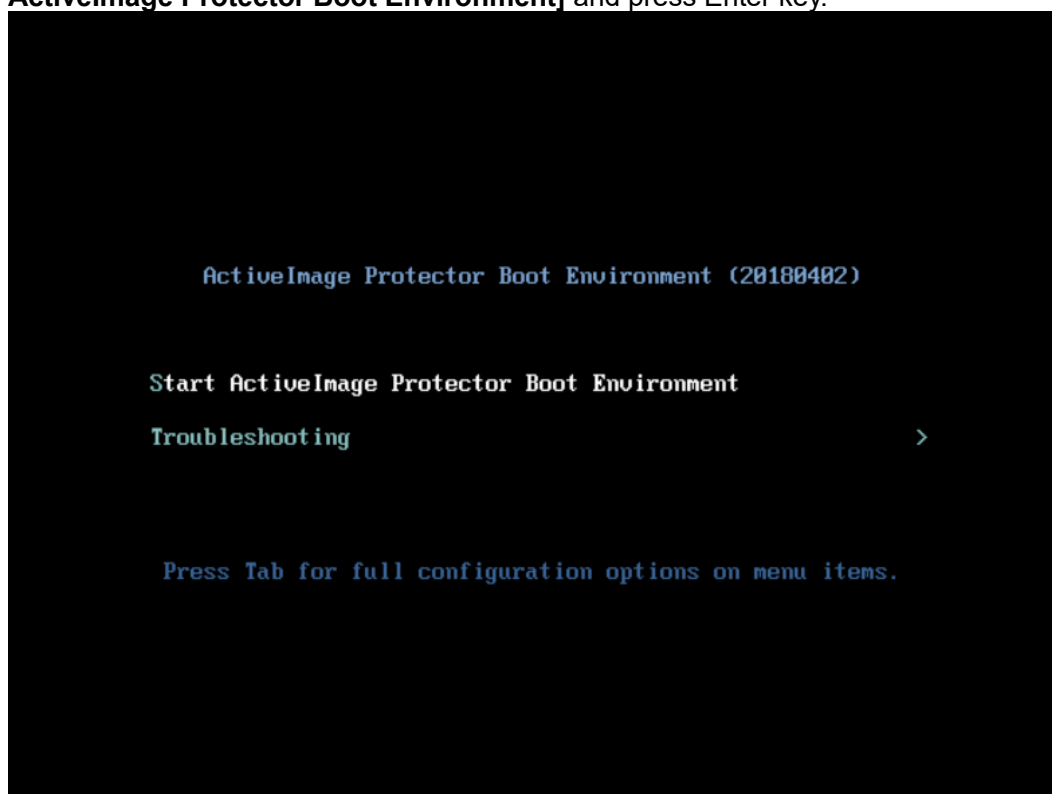 ActiveImage Protector Boot Environment] and press Enter key.
ActiveImage Protector Boot Environment (20180402)
Start ActiveImage Protector Boot Environment
Troubleshooting >
Press Tab for full configuration options on menu items.